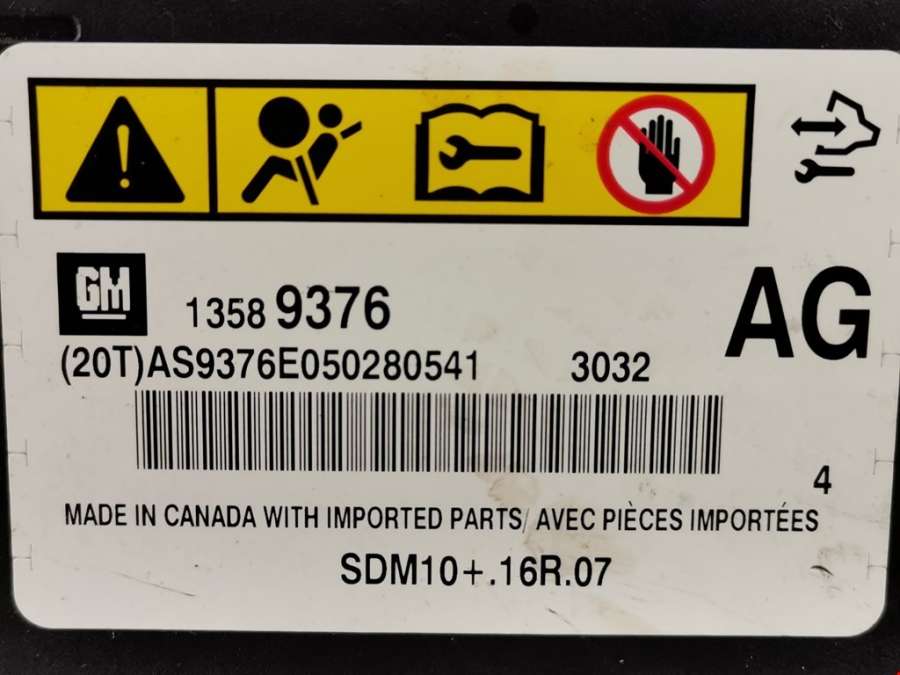 GM 1358 9376
AG
(20T)AS9376E050280541 3032
4
MADE IN CANADA WITH IMPORTED PARTS/ AVEC PIÈCES IMPORTÉES
SDM10+.16R.07